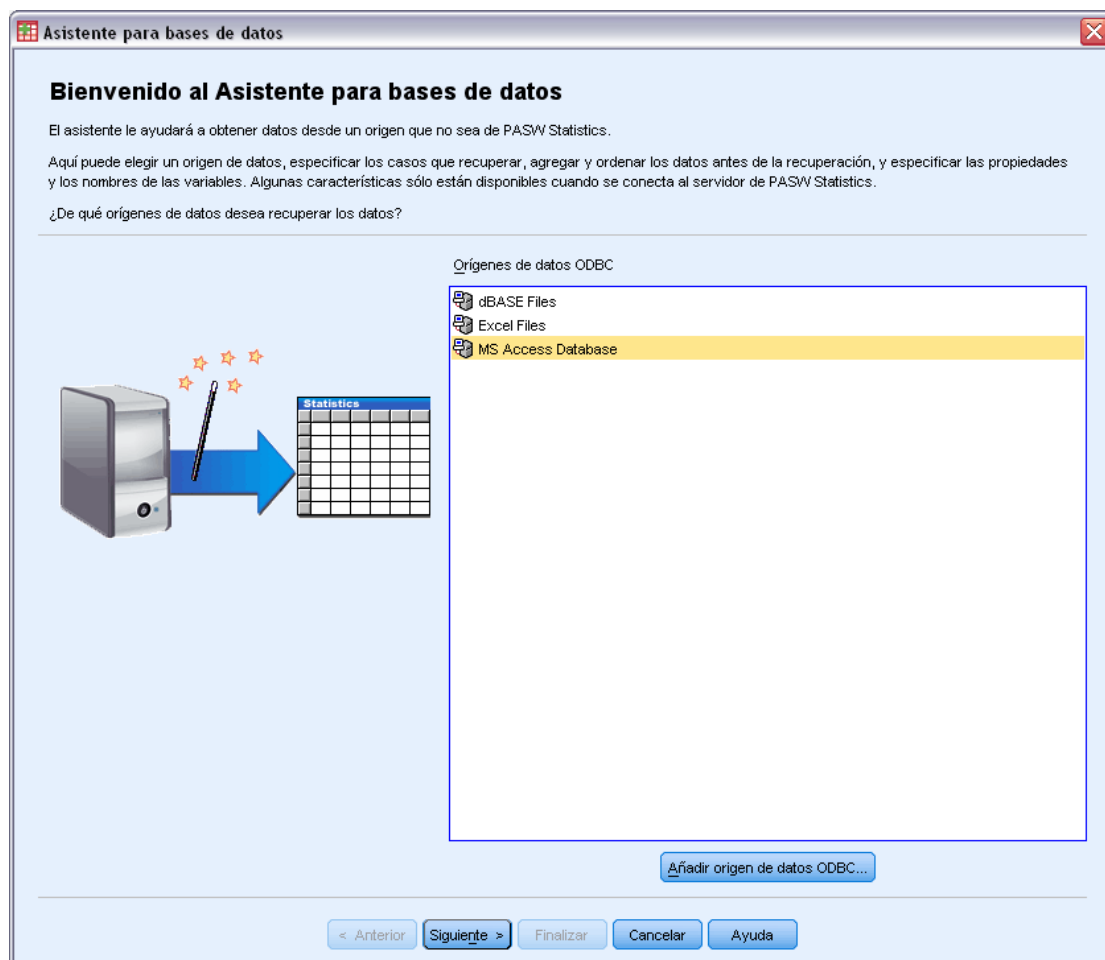 Asistente para bases de datos
Bienvenido al Asistente para bases de datos
El asistente le ayudará a obtener datos desde un origen que no sea de PASW Statistics.
Aquí puede elegir un origen de datos, especificar los casos que recuperar, agregar y ordenar los datos antes de la recuperación, y especificar las propiedades
y los nombres de las variables. Algunas características sólo están disponibles cuando se conecta al servidor de PASW Statistics.
¿De qué orígenes de datos desea recuperar los datos?
Orígenes de datos ODBC
dBASE Files
Excel Files
MS Access Database
Statistics
Añadir origen de datos ODBC...
< Anterior
Siguiente >
Finalizar
Cancelar
Ayuda